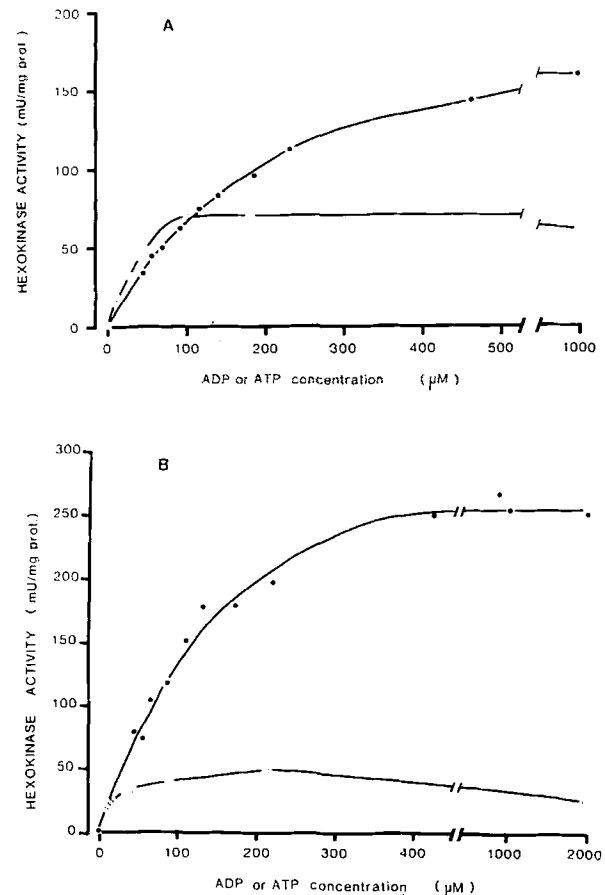 A
HEXOKINASE ACTIVITY (mU/mg prot)
200
150
100
50
0
0 100 200 300 400 500 1000
ADP or ATP concentration (µM)
B
HEXOKINASE ACTIVITY (mU/mg prot.)
300
250
200
150
100
50
0
0 100 200 300 400 1000 2000
ADP or ATP concentration (µM)